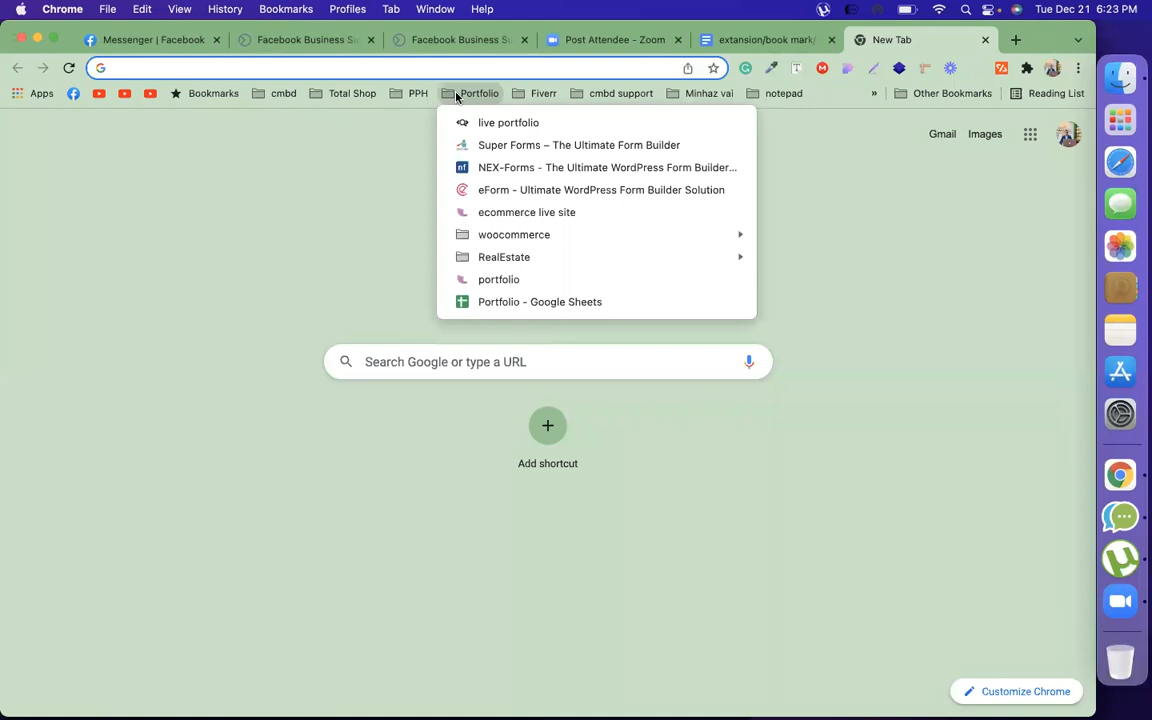 Chrome File Edit View History Bookmarks Profiles Tab Window Help Tue Dec 21 6:23 PM
Messenger | Facebook Facebook Business S Facebook Business Su Post Attendee - Zoom extansion/book mark/ New Tab
Apps Bookmarks cmbd Total Shop PPH Portfolio Fiverr cmbd support Minhaz vai notepad » Other Bookmarks Reading List
live portfolio
Super Forms – The Ultimate Form Builder
NEX-Forms - The Ultimate WordPress Form Builder...
eForm - Ultimate WordPress Form Builder Solution
ecommerce live site
woocommerce
RealEstate
portfolio
Portfolio - Google Sheets
Gmail Images
Search Google or type a URL
Add shortcut
Customize Chrome